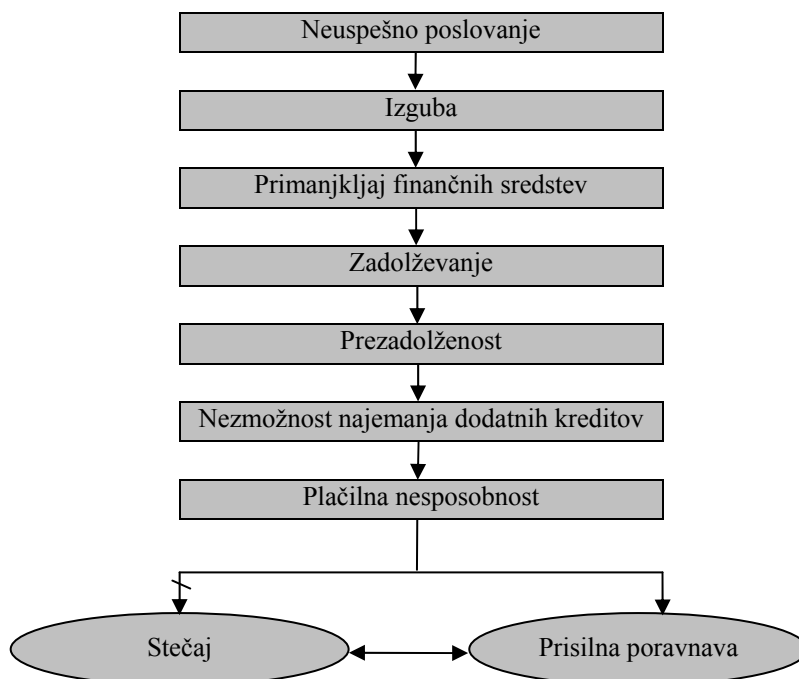 Neuspešno poslovanje
Izguba
Primanjkljaj finančnih sredstev
Zadolževanje
Prezadolženost
Nezmožnost najemanja dodatnih kreditov
Plačilna nesposobnost
Stečaj
Prisilna poravnava